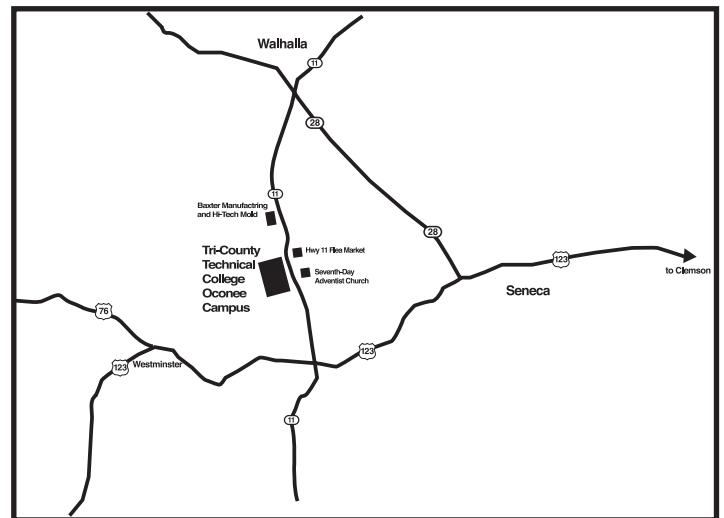 Walhalla
11
28
11
Baxter Manufactring
and Hi-Tech Mold
28
Tri-County
Technical
College
Oconee
Campus
Hwy 11 Flea Market
Seventh-Day
Adventist Church
123
to Clemson
Seneca
76
123
123
Westminster
11